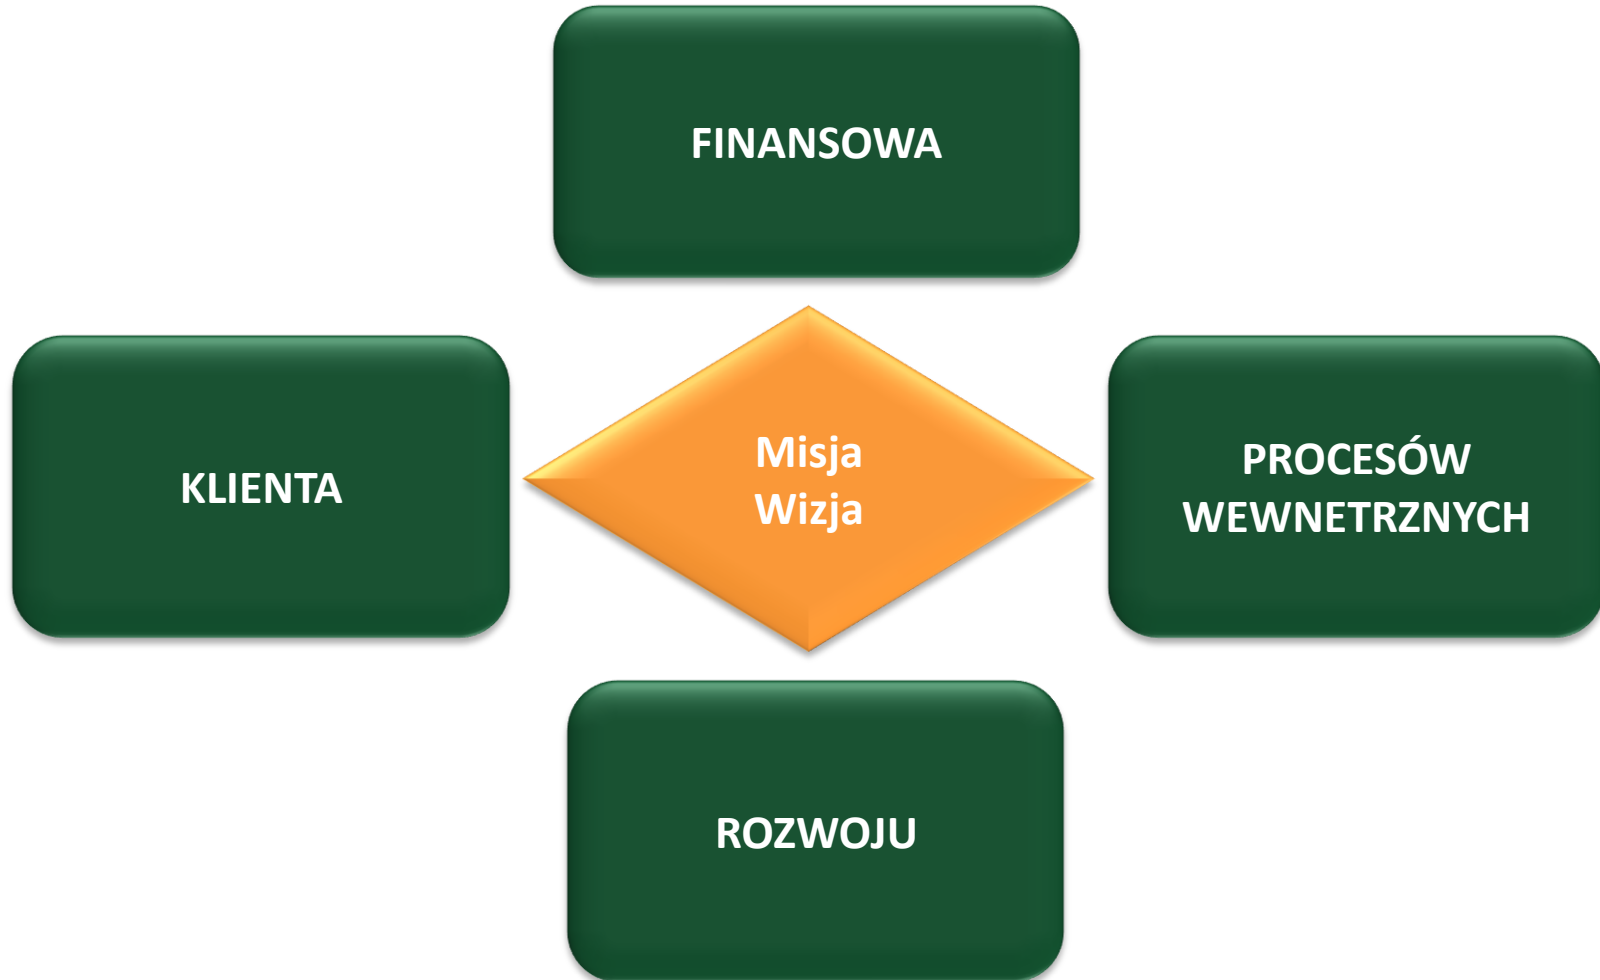 FINANSOWA
KLIENTA
Misja
Wizja
PROCESÓW
WEWNETRZNYCH
ROZWOJU